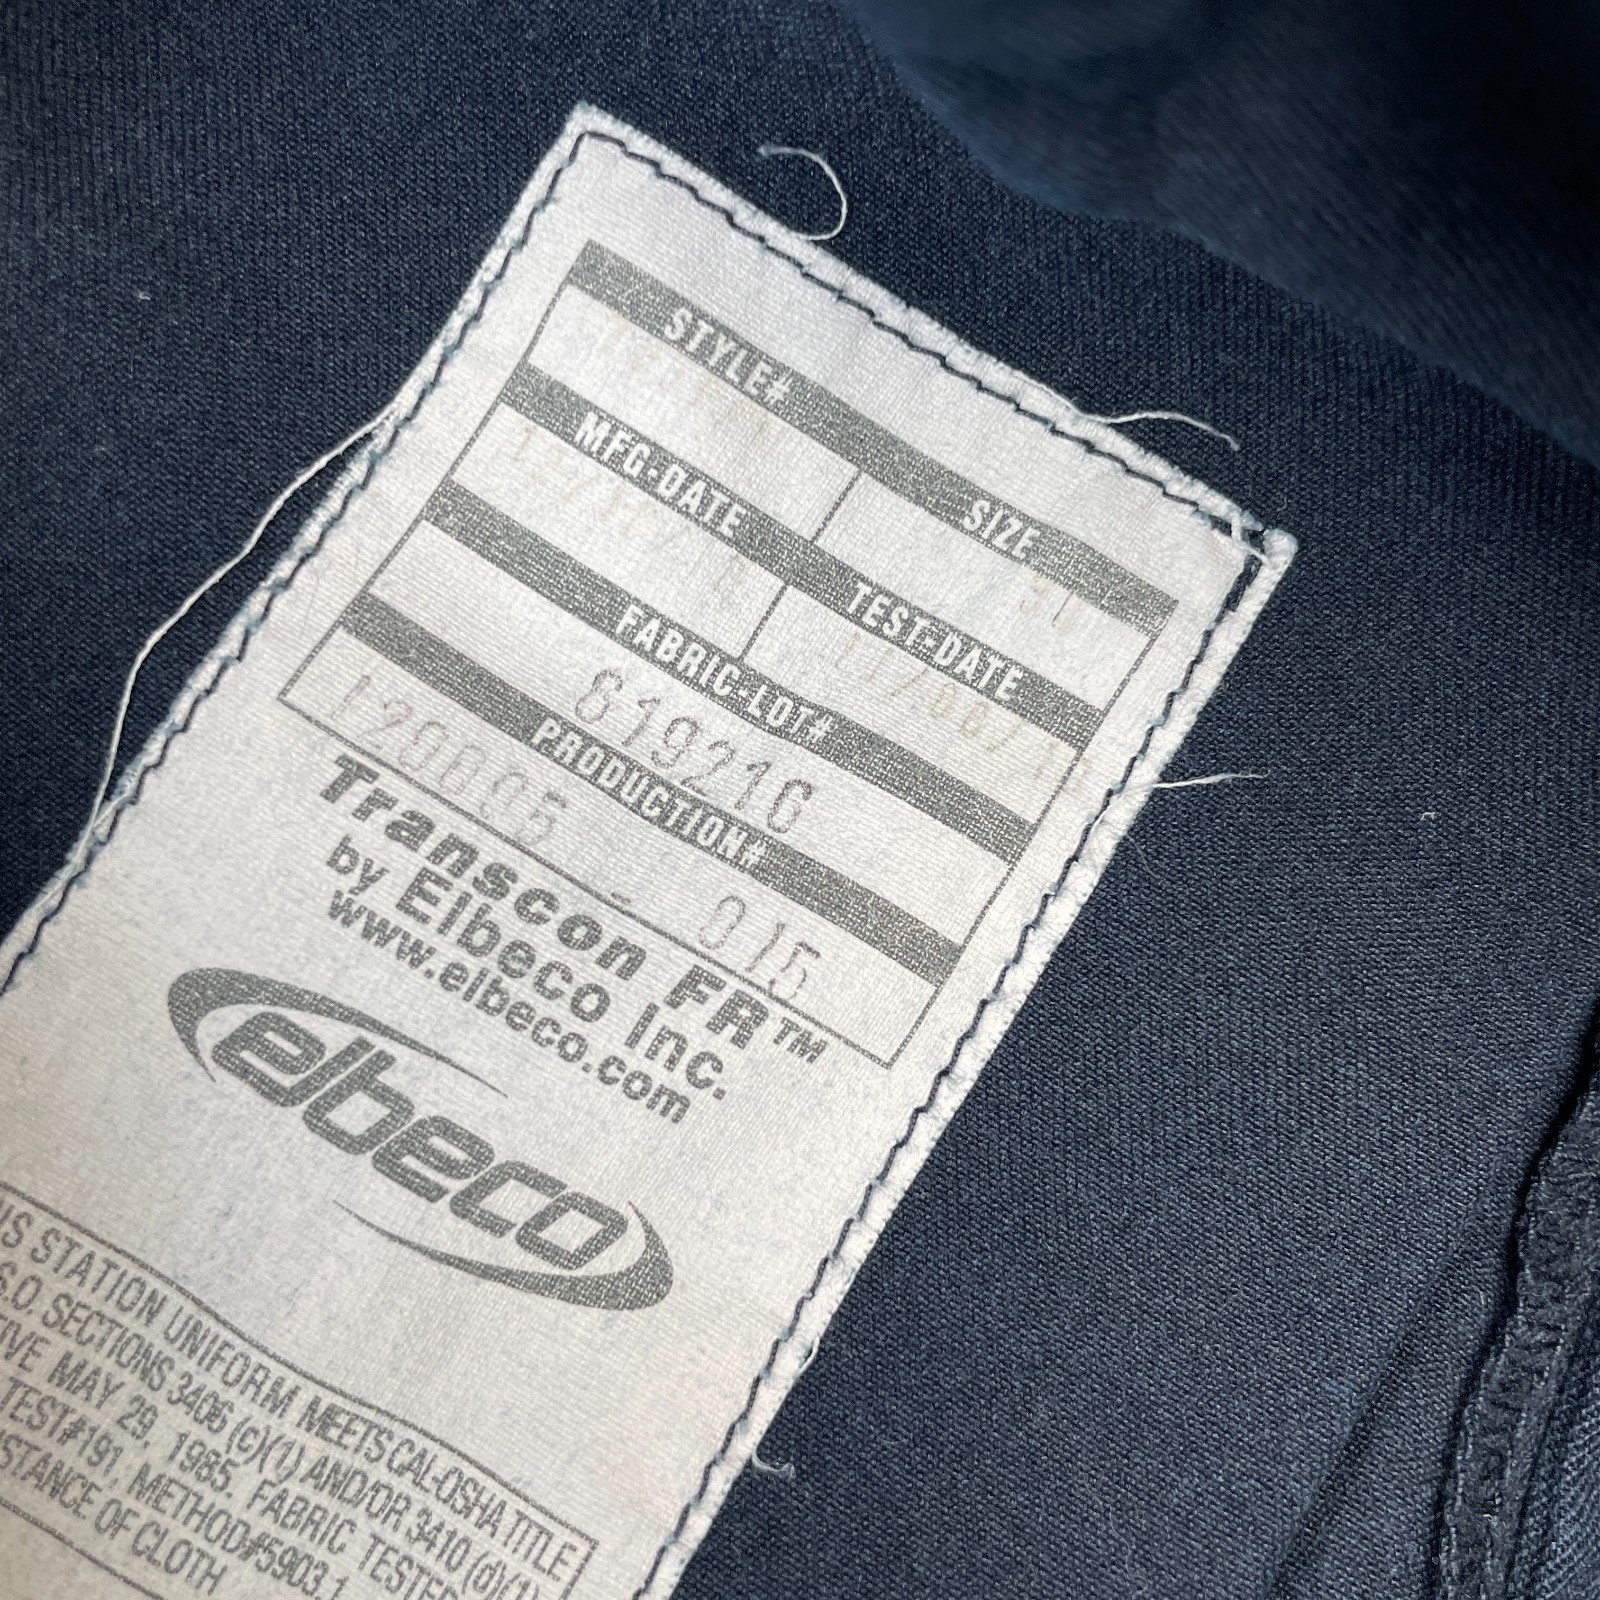 STYLE# SIZE
MFG-DATE TEST-DATE
FABRIC-LOT#
819216
PRODUCTION#
- 015
Transcon FR™
by Elbeco Inc.
www.elbeco.com
elbeco
STATION UNIFORM MEETS CAL-OSHA TITLE
SECTIONS 3406 (c)(1) AND/OR 3410 (d)(1)
MAY 29, 1985, FABRIC TESTED
TEST#191, METHOD#5903.1
OF CLOTH